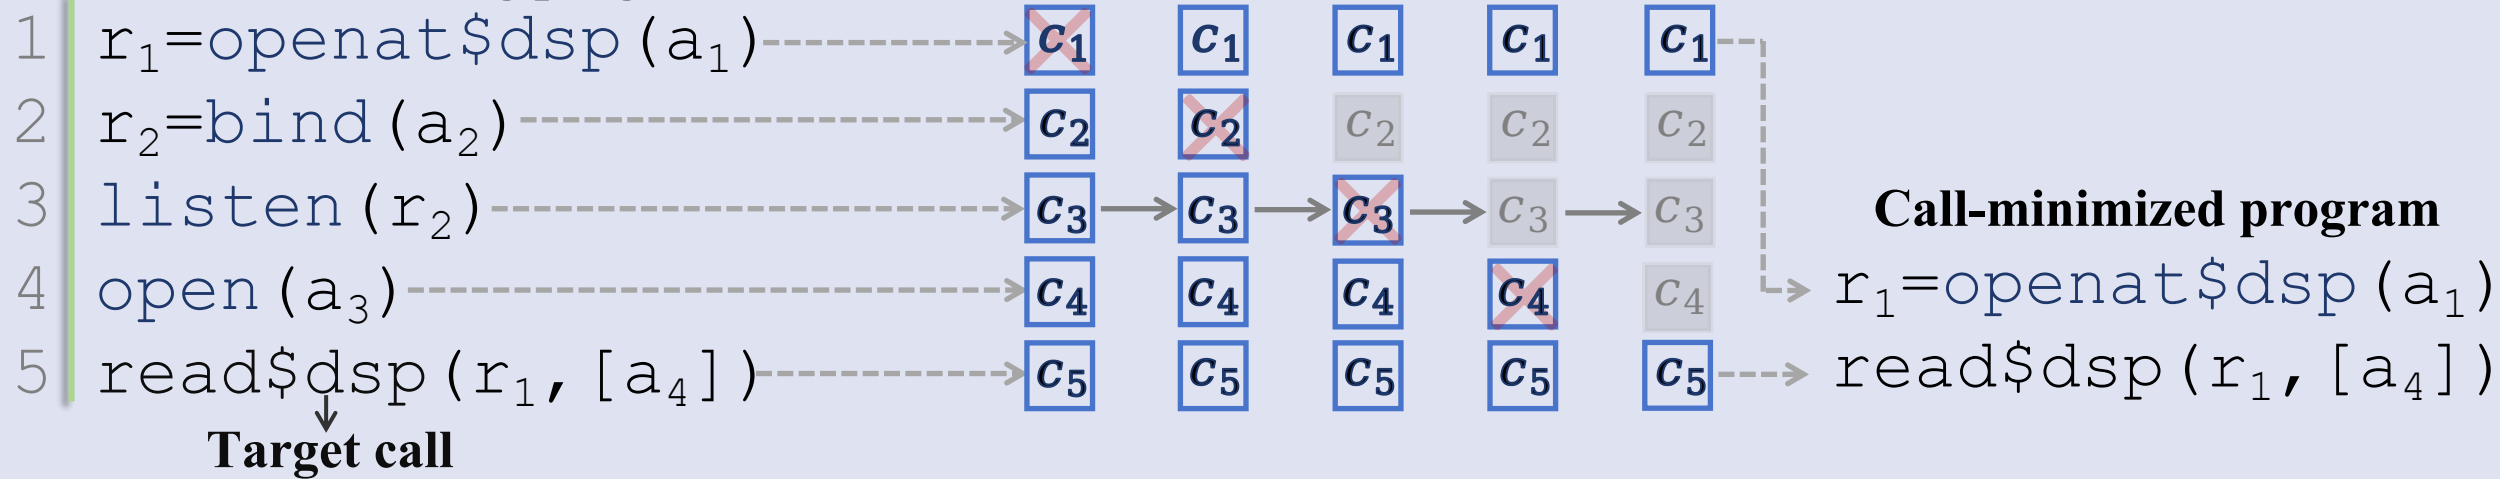 1 r₁=openat$dsp(a₁) c₁ c₁ c₁ c₁ c₁
2 r₂=bind(a₂) c₂ c₂ c₂ c₂ c₂
3 listen(r₂) c₃ c₃ c₃ c₃ c₃
Call-minimized program
4 open(a₃) c₄ c₄ c₄ c₄ c₄ r₁=openat$dsp(a₁)
5 read$dsp(r₁,[a₄]) c₅ c₅ c₅ c₅ c₅ read$dsp(r₁,[a₄])
Target call